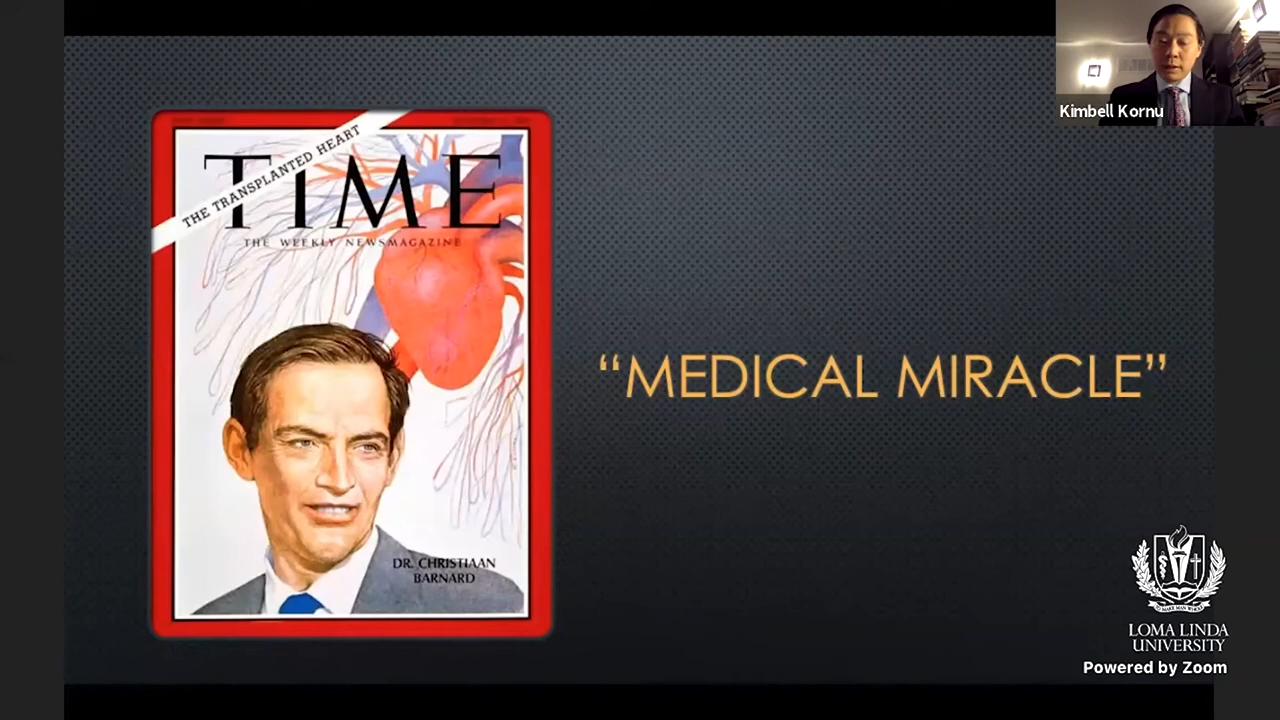 Kimbell Kornu
THE TRANSPLANTED HEART
TIME
THE WEEKLY NEWSMAGAZINE
“MEDICAL MIRACLE”
DR. CHRISTIAAN
BARNARD
LOMA LINDA
UNIVERSITY
Powered by Zoom